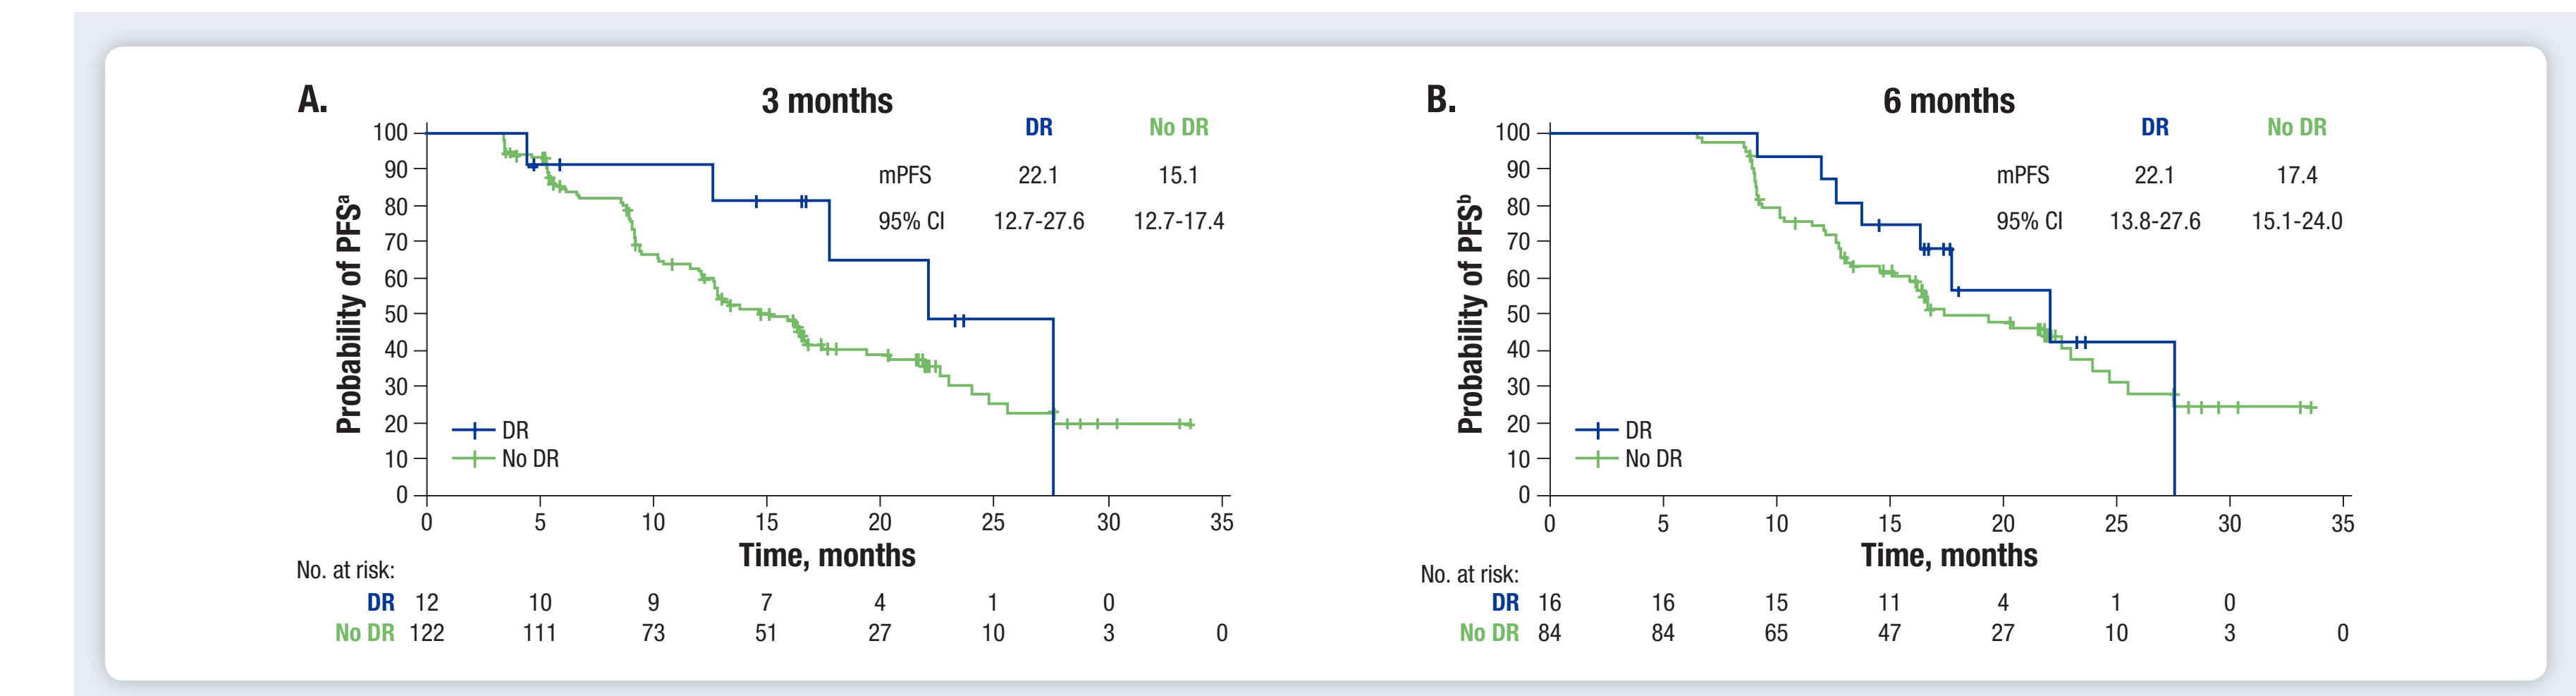 A.
3 months
DR No DR
mPFS 22.1 15.1
95% CI 12.7-27.6 12.7-17.4
Probability of PFSa
100
90
80
70
60
50
40
30
20
10
0
DR
No DR
0 5 10 15 20 25 30 35
Time, months
No. at risk:
DR 12 10 9 7 4 1 0
No DR 122 111 73 51 27 10 3 0
B.
6 months
DR No DR
mPFS 22.1 17.4
95% CI 13.8-27.6 15.1-24.0
Probability of PFSb
100
90
80
70
60
50
40
30
20
10
0
DR
No DR
0 5 10 15 20 25 30 35
Time, months
No. at risk:
DR 16 16 15 11 4 1 0
No DR 84 84 65 47 27 10 3 0